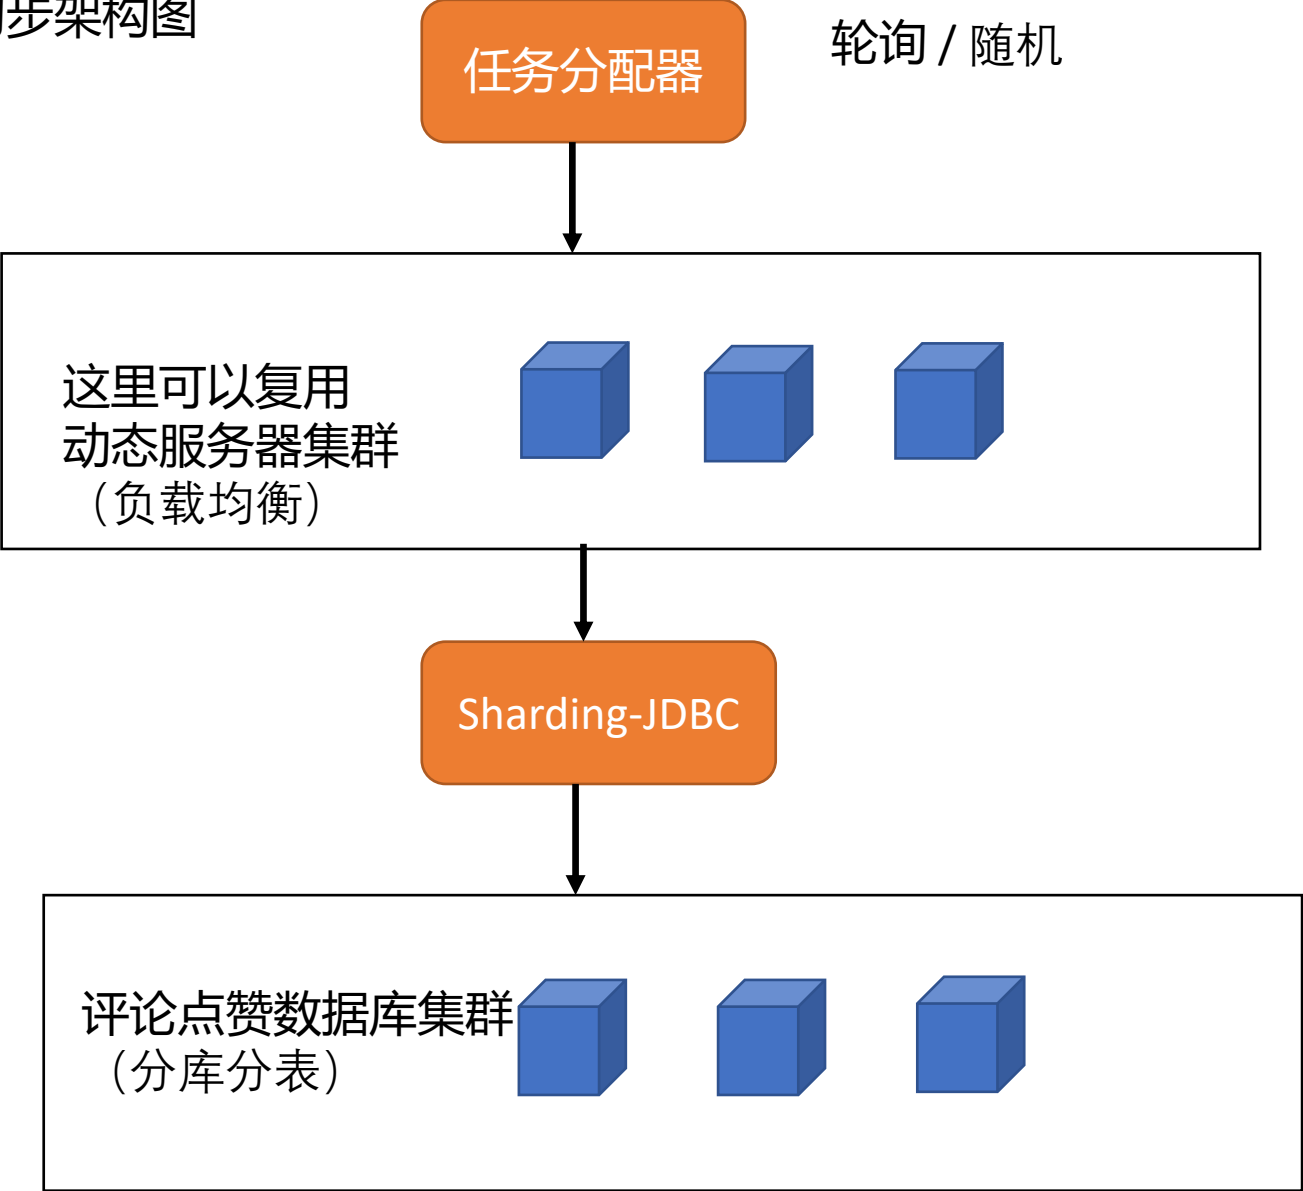 步架构图
任务分配器
轮询 / 随机
这里可以复用
动态服务器集群
（负载均衡）
Sharding-JDBC
评论点赞数据库集群
（分库分表）